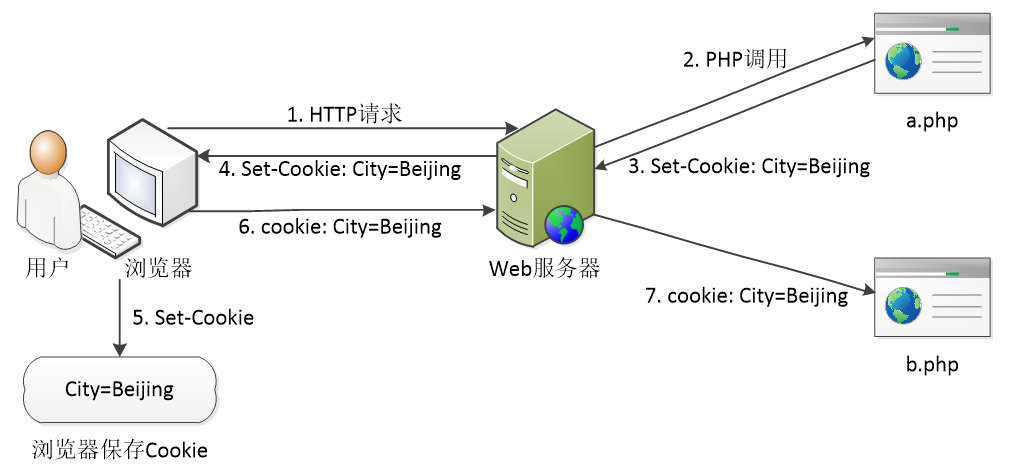 2. PHP调用
a.php
1. HTTP请求
3. Set-Cookie: City=Beijing
4. Set-Cookie: City=Beijing
6. cookie: City=Beijing
用户
浏览器
Web服务器
7. cookie: City=Beijing
5. Set-Cookie
b.php
City=Beijing
浏览器保存Cookie